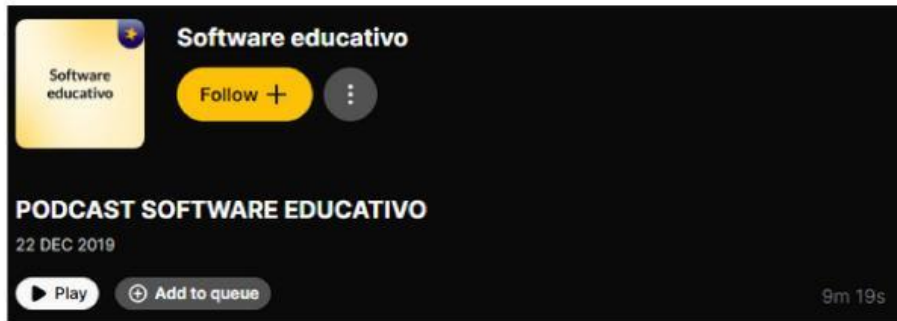 Software
educativo
Software educativo
Follow
PODCAST SOFTWARE EDUCATIVO
22 DEC 2019
Play
Add to queue
9m 19s